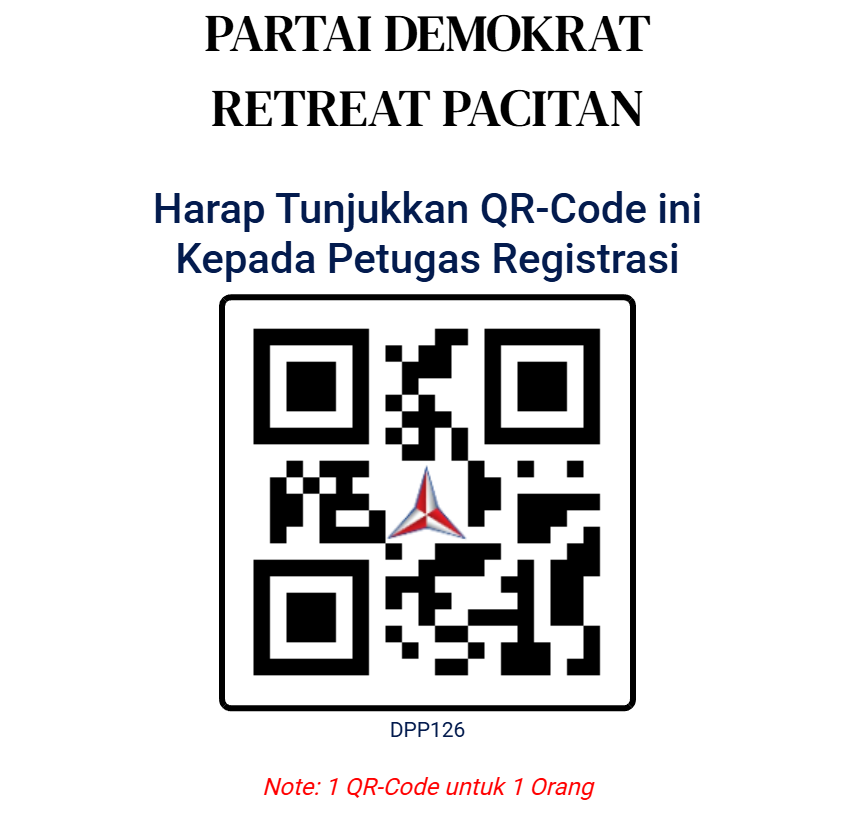 PARTAI DEMOKRAT
RETREAT PACITAN
Harap Tunjukkan QR-Code ini
Kepada Petugas Registrasi
DPP126
Note: 1 QR-Code untuk 1 Orang